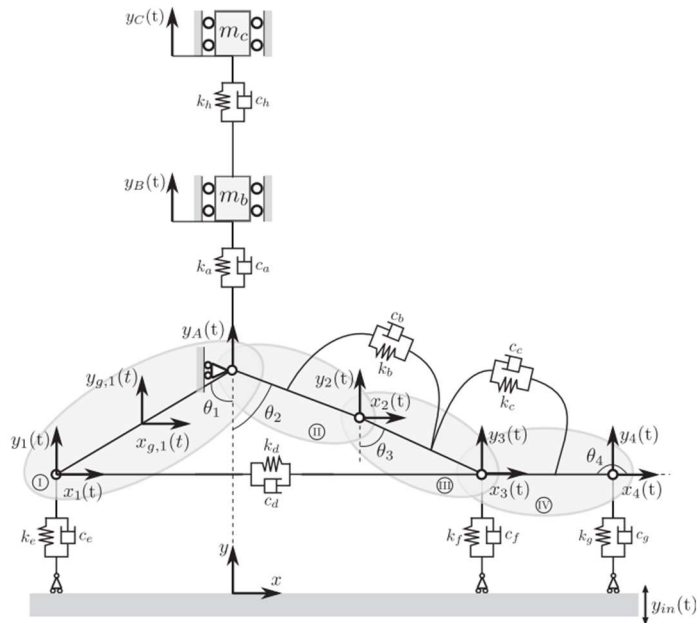 y_C(t)
m_c
k_h
c_h
y_B(t)
m_b
k_a
c_a
y_A(t)
c_b
k_b
c_c
k_c
y_{g,1}(t)
x_{g,1}(t)
θ_1
θ_2
y_2(t)
x_2(t)
θ_3
II
y_1(t)
I
x_1(t)
k_d
c_d
y_3(t)
x_3(t)
III
θ_4
y_4(t)
x_4(t)
IV
k_e
c_e
k_f
c_f
k_g
c_g
y
x
y_{in}(t)